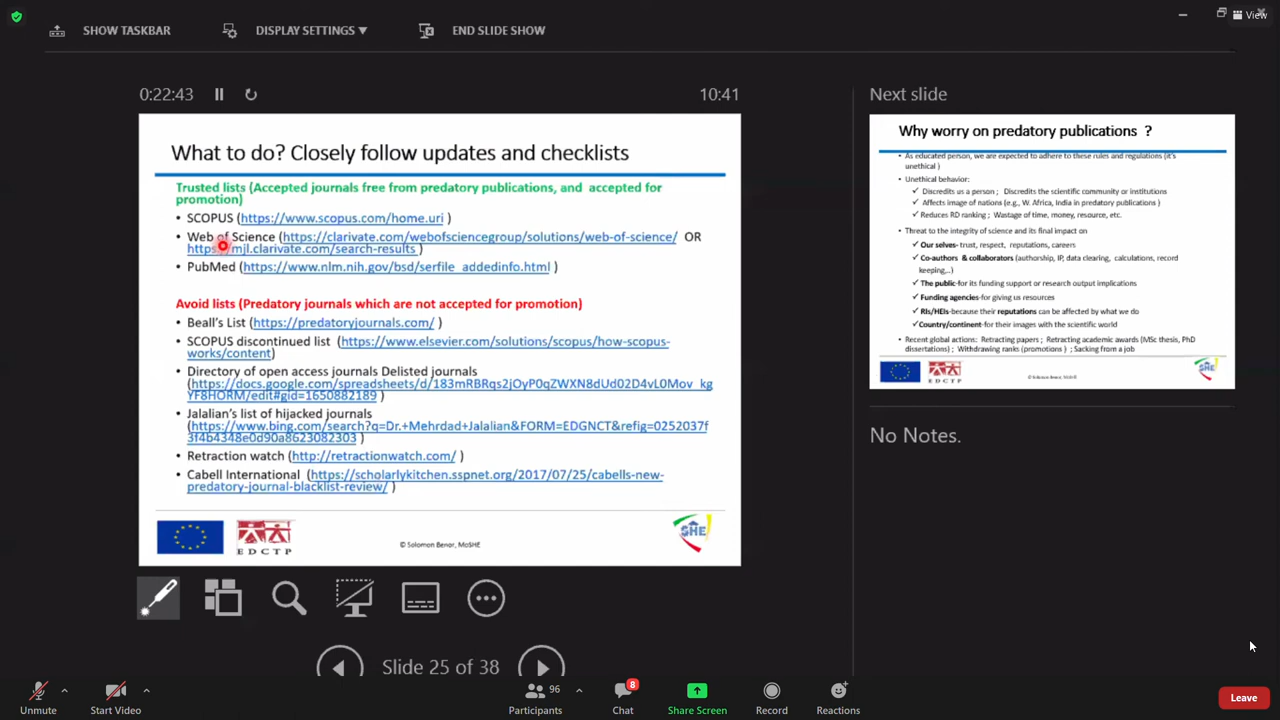 SHOW TASKBAR
DISPLAY SETTINGS
END SLIDE SHOW
View
0:22:43
10:41
Next slide
What to do? Closely follow updates and checklists
Trusted lists (Accepted journals free from predatory publications, and accepted for
promotion)
• SCOPUS (https://www.scopus.com/home.uri )
• Web of Science (https://clarivate.com/webofsciencegroup/solutions/web-of-science/ OR
https://mjl.clarivate.com/search-results )
• PubMed (https://www.nlm.nih.gov/bsd/serfile_addedinfo.html )
Avoid lists (Predatory journals which are not accepted for promotion)
• Beall's List (https://predatoryjournals.com/ )
• SCOPUS discontinued list (https://www.elsevier.com/solutions/scopus/how-scopus-
works/content)
• Directory of open access journals Delisted journals
(https://docs.google.com/spreadsheets/d/183mRBRqs2jOyP0qZWXN8dUd02D4vL0Mov_kg
YF8HORM/edit#gid=1650882189 )
• Jalalian's list of hijacked journals
(https://www.bing.com/search?q=Dr.+Mehrdad+Jalalian&FORM=EDGNCT&refig=0252037f
3f4b4348e0d90a8623082303 )
• Retraction watch (http://retractionwatch.com/ )
• Cabell International (https://scholarlykitchen.sspnet.org/2017/07/25/cabells-new-
predatory-journal-blacklist-review/ )
EDCTP
© Solomon Benor, MoSHE
SHE
Why worry on predatory publications ?
• As educated person, we are expected to adhere to these rules and regulations (it's
unethical )
• Unethical behavior:
✓ Discredits us a person ; Discredits the scientific community or institutions
✓ Affects image of nations (e.g., W. Africa, India in predatory publications )
✓ Reduces RD ranking ; Wastage of time, money, resource, etc.
• Threat to the integrity of science and its final impact on
✓ Our selves- trust, respect, reputations, careers
✓ Co-authors & collaborators (authorship, IP, data clearing, calculations, record
keeping,..)
✓ The public-for its funding support or research output implications
✓ Funding agencies-for giving us resources
✓ RIs/HEIs-because their reputations can be affected by what we do
✓ Country/continent-for their images with the scientific world
• Recent global actions: Retracting papers ; Retracting academic awards (MSc thesis, PhD
dissertations) ; Withdrawing ranks (promotions ) ; Sacking from a job
EDCTP
© Solomon Benor, MoSHE
SHE
No Notes.
Slide 25 of 38
Unmute
Start Video
96
Participants
8
Chat
Share Screen
Record
Reactions
Leave